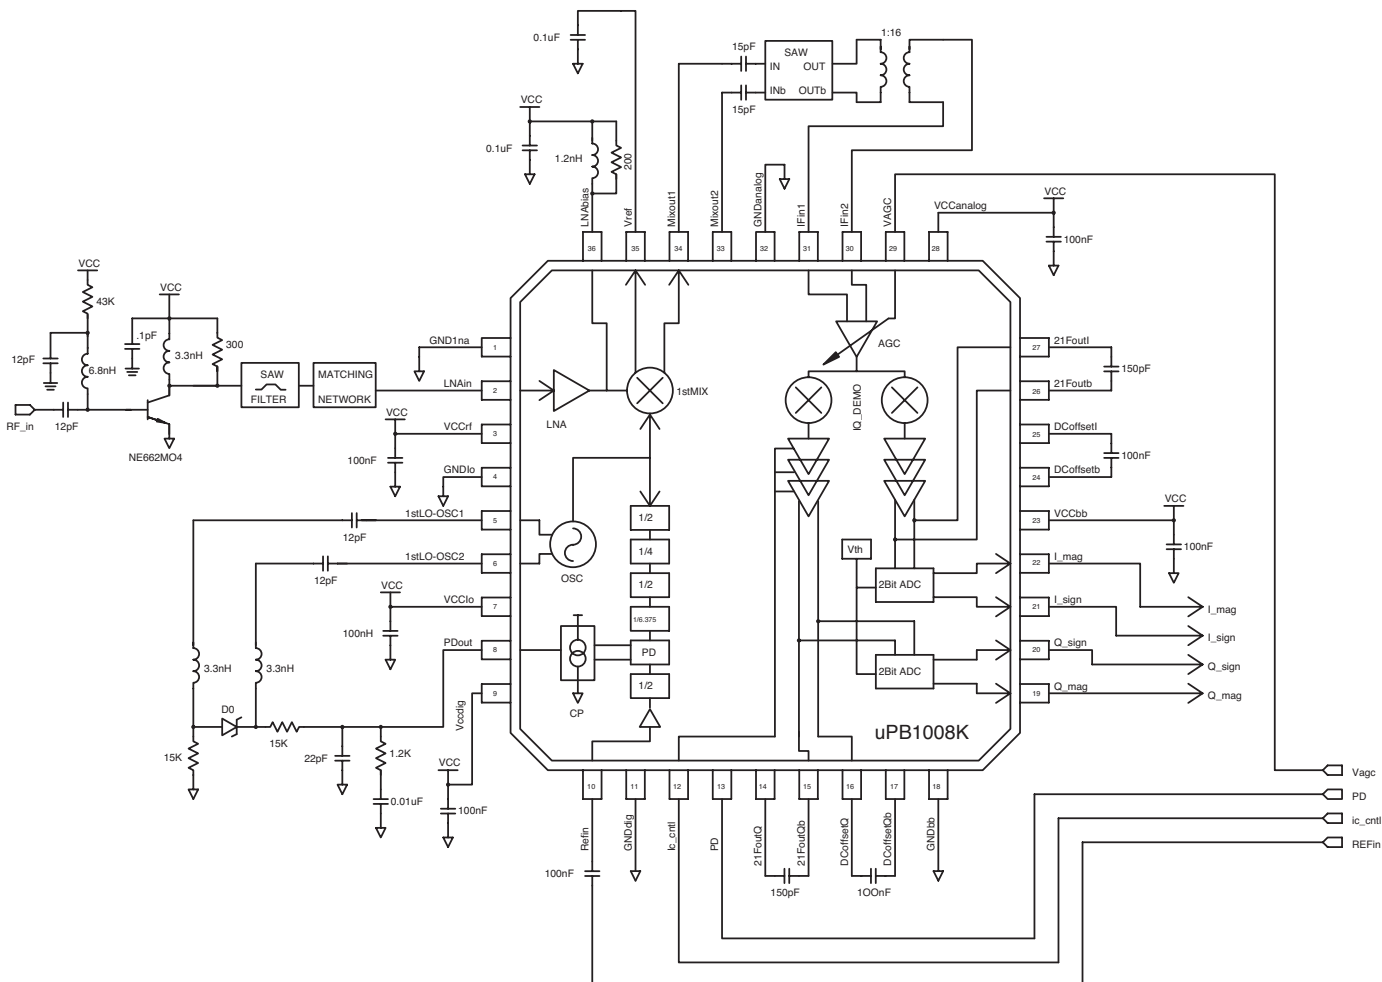 0.1uF
15pF
SAW
IN OUT
INb OUTb
15pF
1:16
VCC
0.1uF
1.2nH
200
LNAbias
Vref
Mixout1
Mixout2
GNDanalog
IFin1
IFin2
VAGC
VCCanalog
VCC
100nF
36
35
34
33
32
31
30
29
28
VCC
43K
12pF
6.8nH
RF_in
12pF
VCC
.1pF
3.3nH
300
NE662MO4
SAW
FILTER
MATCHING
NETWORK
GND1na
1
LNAin
2
VCC
VCCrf
3
100nF
GNDIo
4
1stLO-OSC1
5
12pF
1stLO-OSC2
6
12pF
VCC
VCCIo
7
100nH
PDout
8
Vccdig
9
3.3nH
3.3nH
D0
15K
15K
22pF
1.2K
0.01uF
VCC
100nF
LNA
1stMIX
AGC
IQ_DEMO
OSC
1/2
1/4
1/2
1/6.375
PD
1/2
CP
Vth
2Bit ADC
2Bit ADC
uPB1008K
27
21FoutI
150pF
26
21Foutb
25
DCoffsetI
100nF
24
DCoffsetb
23
VCCbb
VCC
100nF
22
I_mag
I_mag
21
I_sign
I_sign
20
Q_sign
Q_sign
19
Q_mag
Q_mag
10
11
12
13
14
15
16
17
18
Refin
GNDdig
Ic_cntl
PD
21FoutQ
21FoutQb
DCoffsetQ
DCoffsetQb
GNDbb
100nF
150pF
1OOnF
Vagc
PD
ic_cntl
REFin